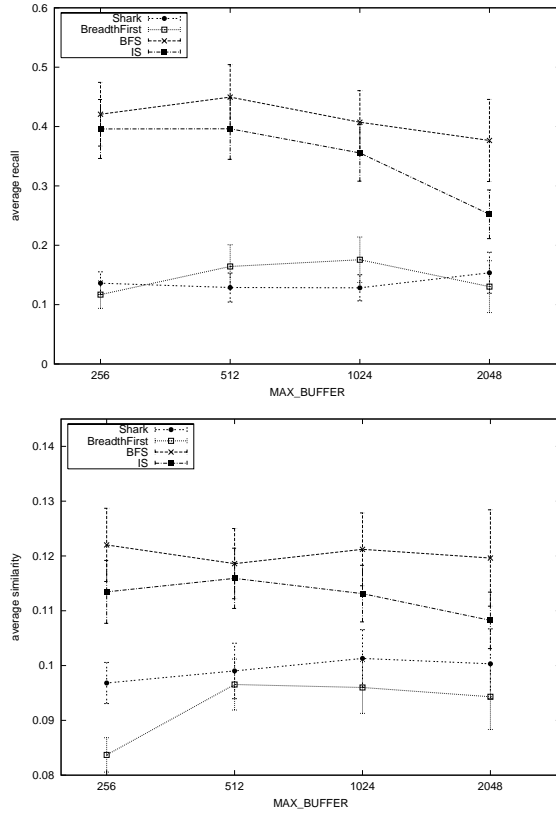 0.6
0.5
0.4
0.3
0.2
0.1
0
average recall
Shark
BreadthFirst
BFS
IS
256
512
1024
2048
MAX_BUFFER
0.14
0.13
0.12
0.11
0.1
0.09
0.08
average similarity
Shark
BreadthFirst
BFS
IS
256
512
1024
2048
MAX_BUFFER